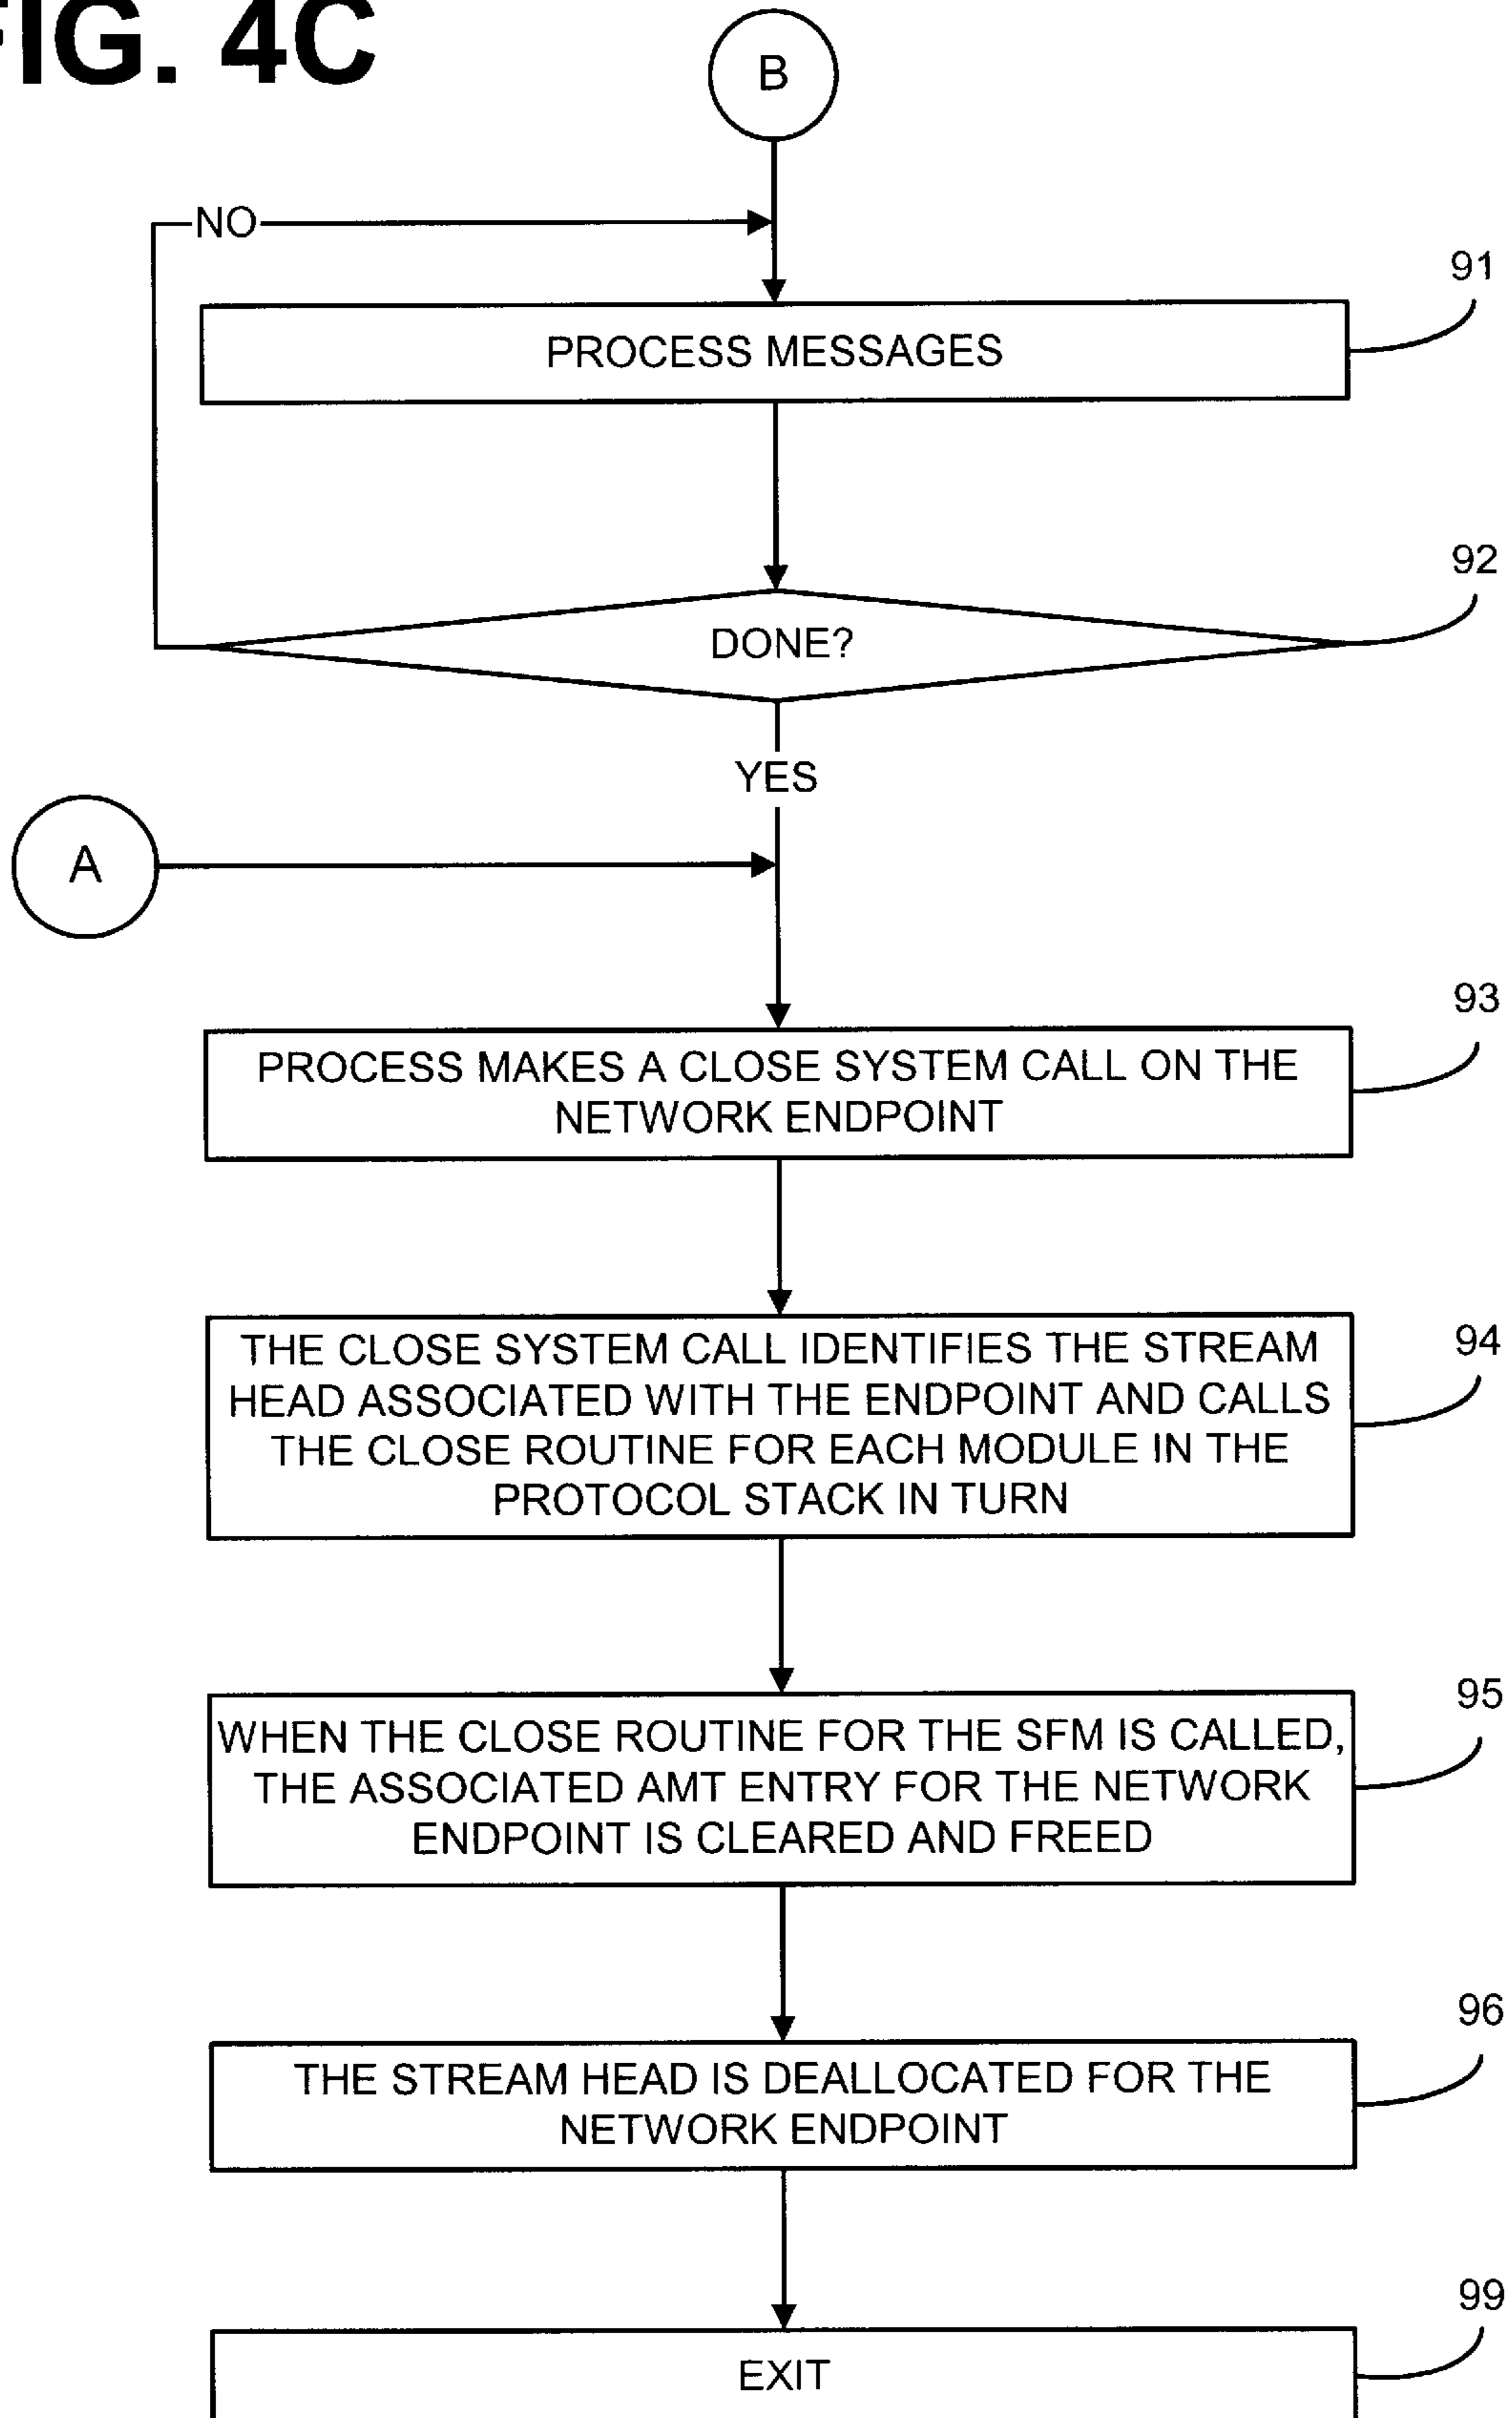 FIG. 4C
B
NO
91
PROCESS MESSAGES
92
DONE?
YES
A
93
PROCESS MAKES A CLOSE SYSTEM CALL ON THE
NETWORK ENDPOINT
94
THE CLOSE SYSTEM CALL IDENTIFIES THE STREAM
HEAD ASSOCIATED WITH THE ENDPOINT AND CALLS
THE CLOSE ROUTINE FOR EACH MODULE IN THE
PROTOCOL STACK IN TURN
95
WHEN THE CLOSE ROUTINE FOR THE SFM IS CALLED,
THE ASSOCIATED AMT ENTRY FOR THE NETWORK
ENDPOINT IS CLEARED AND FREED
96
THE STREAM HEAD IS DEALLOCATED FOR THE
NETWORK ENDPOINT
99
EXIT